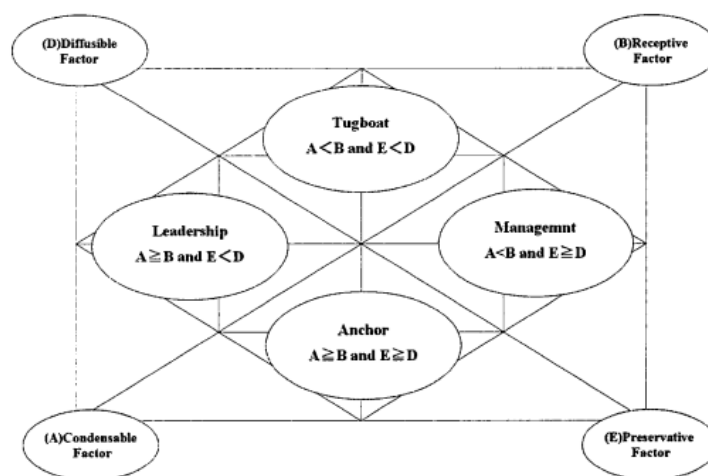 (D)Diffusible
Factor
(B)Receptive
Factor
Tugboat
A<B and E<D
Leadership
A≧B and E<D
Managemnt
A<B and E≧D
Anchor
A≧B and E≧D
(A)Condensable
Factor
(E)Preservative
Factor